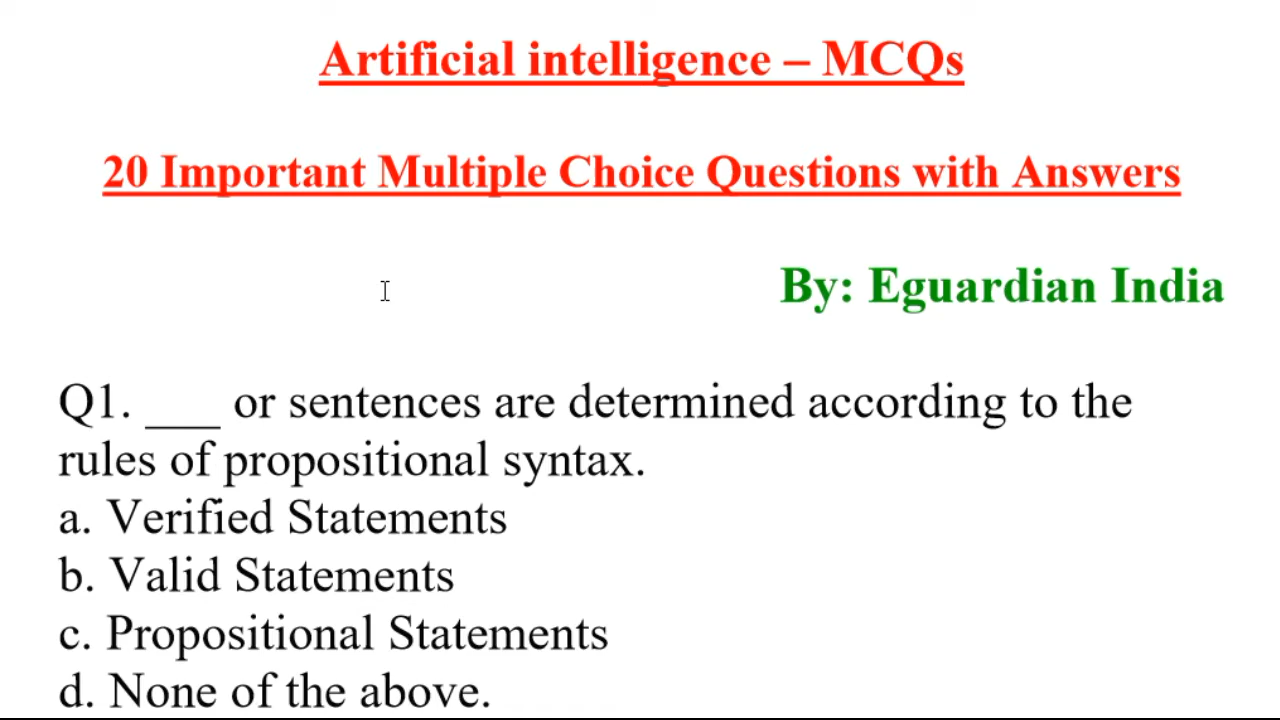 Artificial intelligence – MCQs
20 Important Multiple Choice Questions with Answers
By: Eguardian India
Q1. ___ or sentences are determined according to the
rules of propositional syntax.
a. Verified Statements
b. Valid Statements
c. Propositional Statements
d. None of the above.